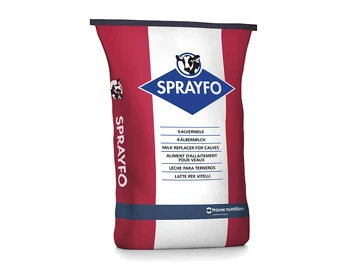 SPRAYFO
SPRAYFO
KALVERMELK
KÄLBERMILCH
MILK REPLACER FOR CALVES
ALIMENT D'ALLAITEMENT
POUR VEAUX
LECHE PARA TERNEROS
LATTE PER VITELLI
trouw nutrition